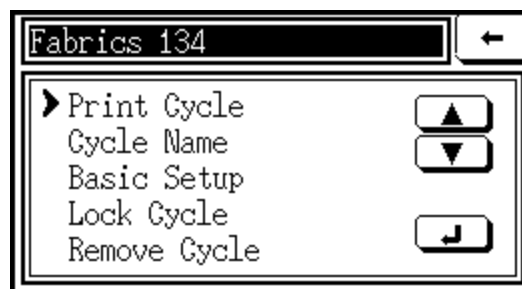 Fabrics 134
Print Cycle
Cycle Name
Basic Setup
Lock Cycle
Remove Cycle